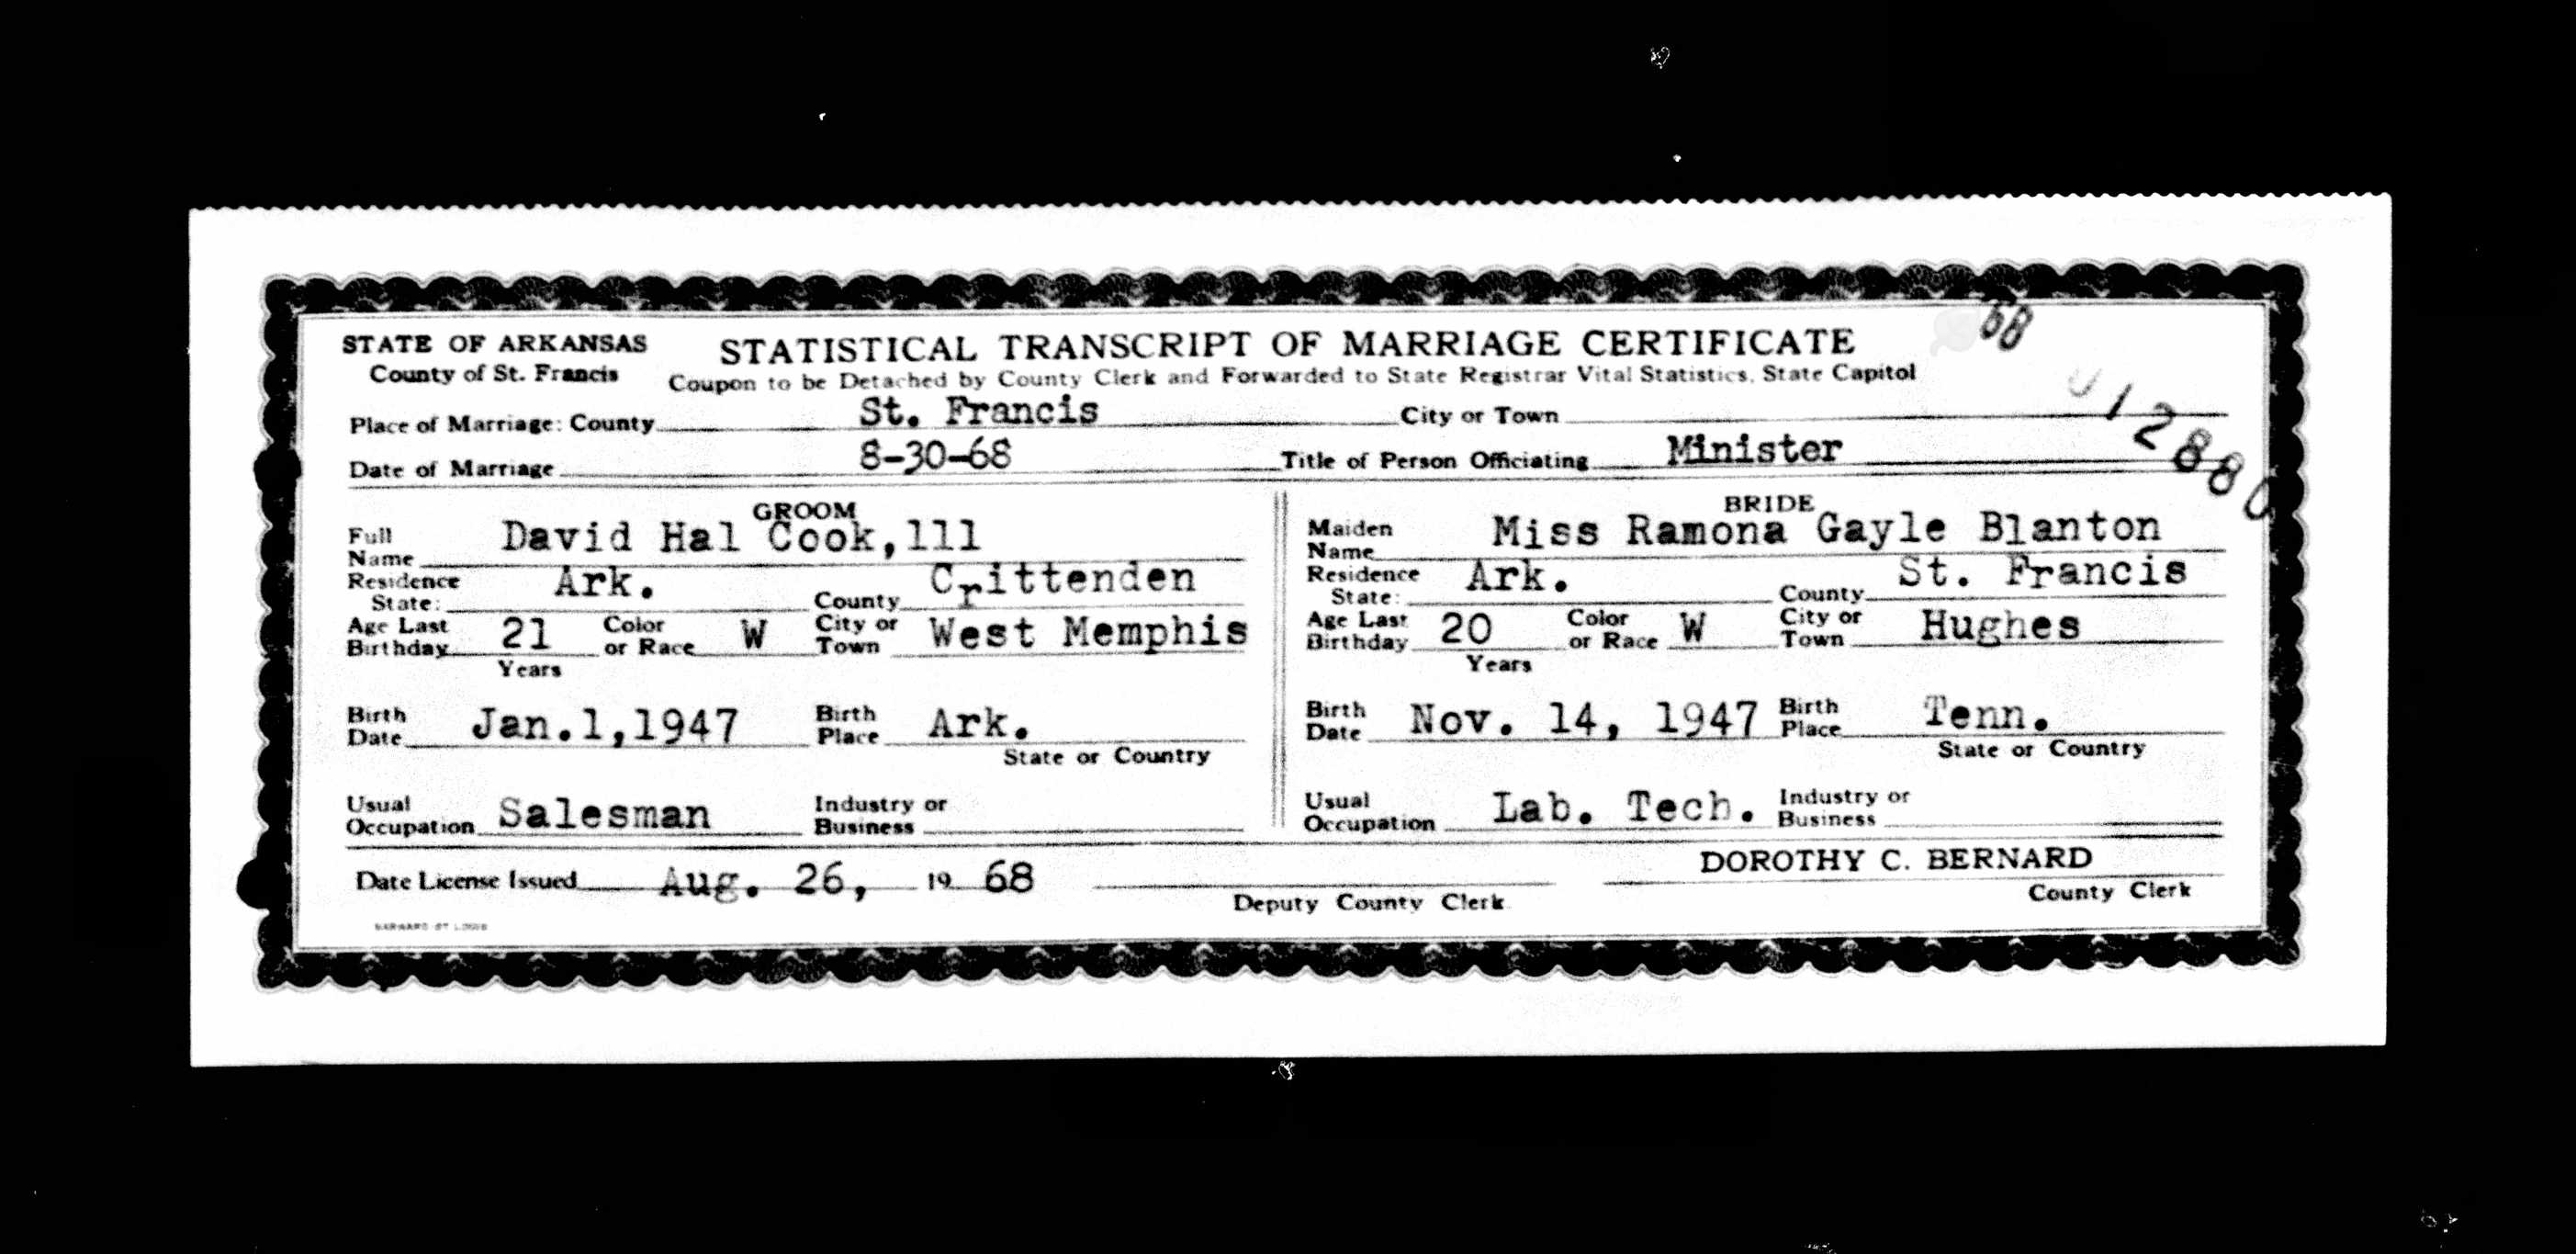 STATE OF ARKANSAS
County of St. Francis
STATISTICAL TRANSCRIPT OF MARRIAGE CERTIFICATE
Coupon to be Detached by County Clerk and Forwarded to State Registrar Vital Statistics, State Capitol
68
012880
Place of Marriage: County St. Francis City or Town
Date of Marriage 8-30-68 Title of Person Officiating Minister
GROOM
Full Name David Hal Cook,lll
Residence State: Ark. County Crittenden
Age Last Birthday 21 Years Color or Race W City or Town West Memphis
Birth Date Jan.1,1947 Birth Place Ark.
State or Country
Usual Occupation Salesman Industry or Business
BRIDE
Maiden Name Miss Ramona Gayle Blanton
Residence State: Ark. County St. Francis
Age Last Birthday 20 Years Color or Race W City or Town Hughes
Birth Date Nov. 14, 1947 Birth Place Tenn.
State or Country
Usual Occupation Lab. Tech. Industry or Business
Date License Issued Aug. 26, 19 68
Deputy County Clerk
DOROTHY C. BERNARD
County Clerk